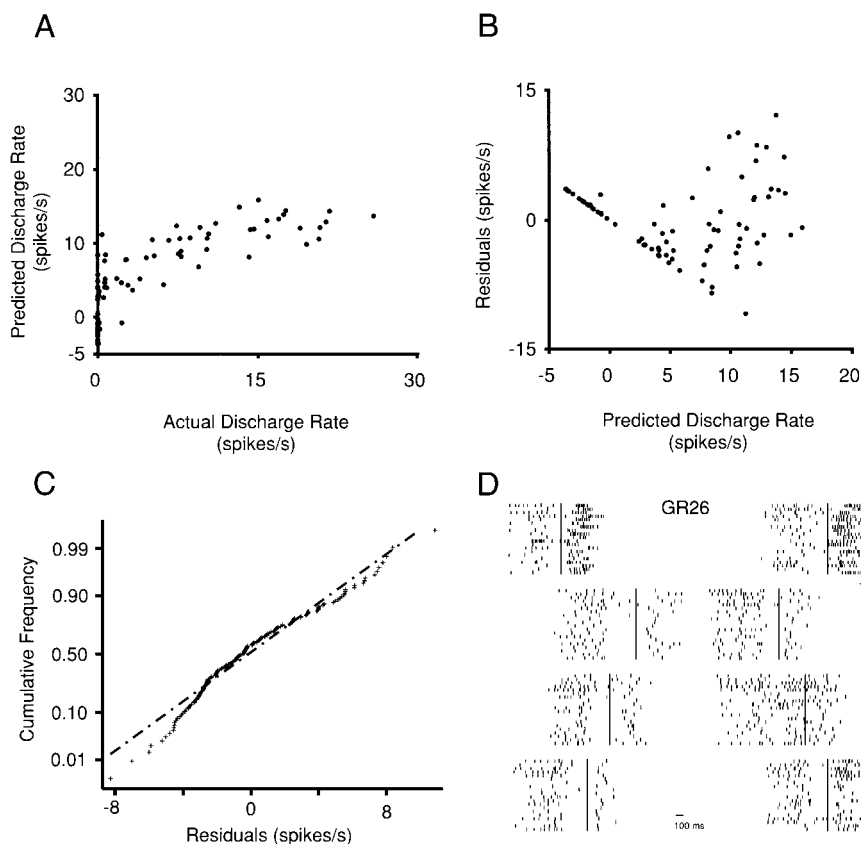 A
30
20
10
0
-5
0
15
30
Predicted Discharge Rate
(spikes/s)
Actual Discharge Rate
(spikes/s)
B
15
0
-15
-5
0
5
10
15
20
Residuals (spikes/s)
Predicted Discharge Rate
(spikes/s)
C
0.99
0.90
0.50
0.10
0.01
-8
0
8
Cumulative Frequency
Residuals (spikes/s)
D
GR26
100 ms